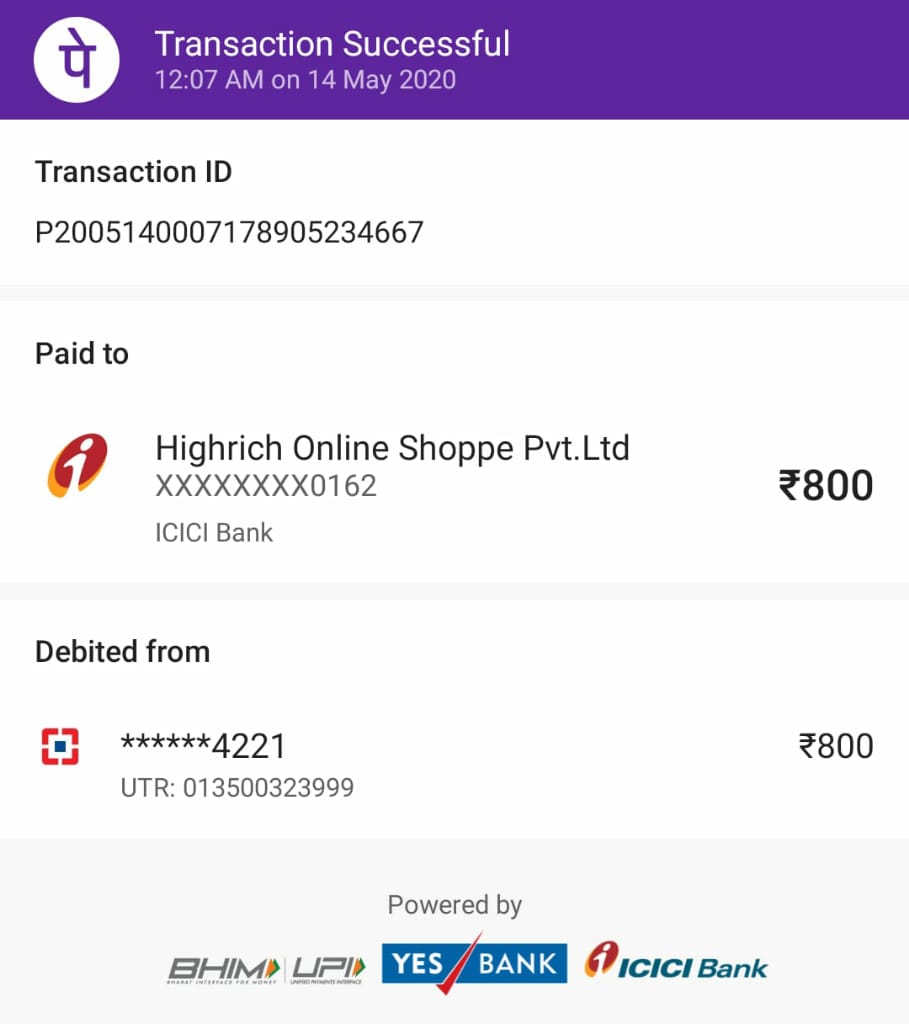 पे
Transaction Successful
12:07 AM on 14 May 2020
Transaction ID
P2005140007178905234667
Paid to
Highrich Online Shoppe Pvt.Ltd
XXXXXXXX0162
₹800
ICICI Bank
Debited from
******4221
₹800
UTR: 013500323999
Powered by
BHIM UPI YES BANK ICICI Bank
BHARAT INTERFACE FOR MONEY UNIFIED PAYMENTS INTERFACE